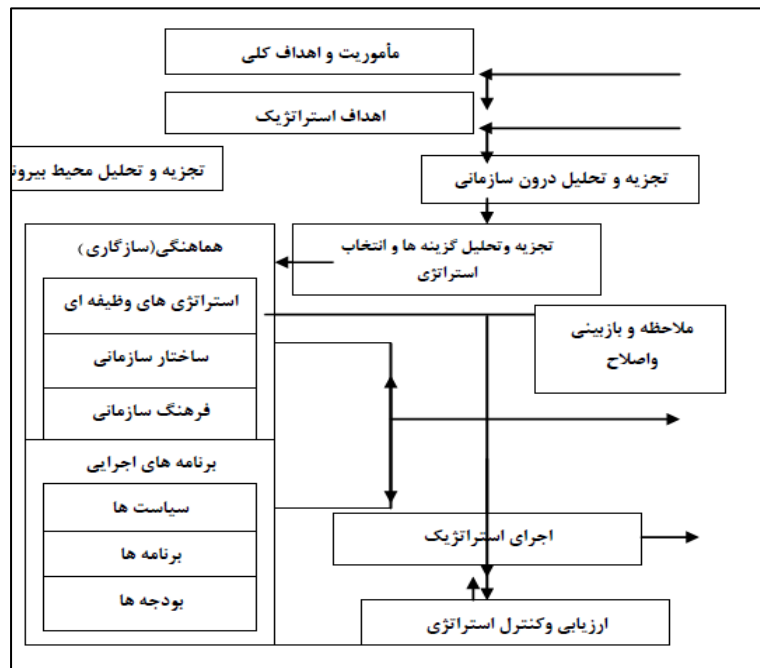 مأموریت و اهداف کلی
اهداف استراتژیک
تجزیه و تحلیل درون سازمانی
تجزیه و تحلیل محیط بیرون
تجزیه وتحلیل گزینه ها و انتخاب
استراتژی
هماهنگی(سازگاری)
استراتژی های وظیفه ای
ساختار سازمانی
فرهنگ سازمانی
ملاحظه و بازبینی
واصلاح
برنامه های اجرایی
سیاست ها
برنامه ها
بودجه ها
اجرای استراتژیک
ارزیابی وکنترل استراتژی